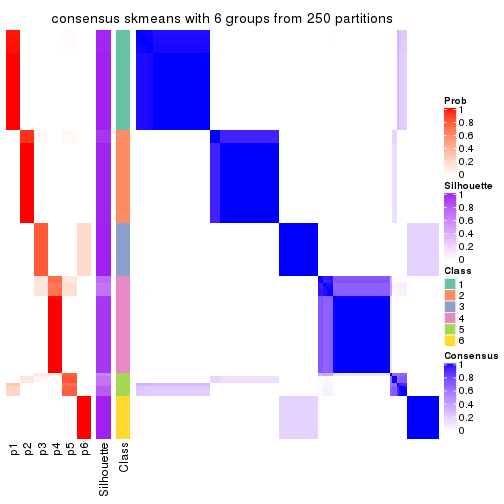 consensus skmeans with 6 groups from 250 partitions
Prob
1
0.8
0.6
0.4
0.2
0
Silhouette
1
0.8
0.6
0.4
0.2
0
Class
1
2
3
4
5
6
Consensus
1
0.8
0.6
0.4
0.2
0
p1
p2
p3
p4
p5
p6
Silhouette
Class